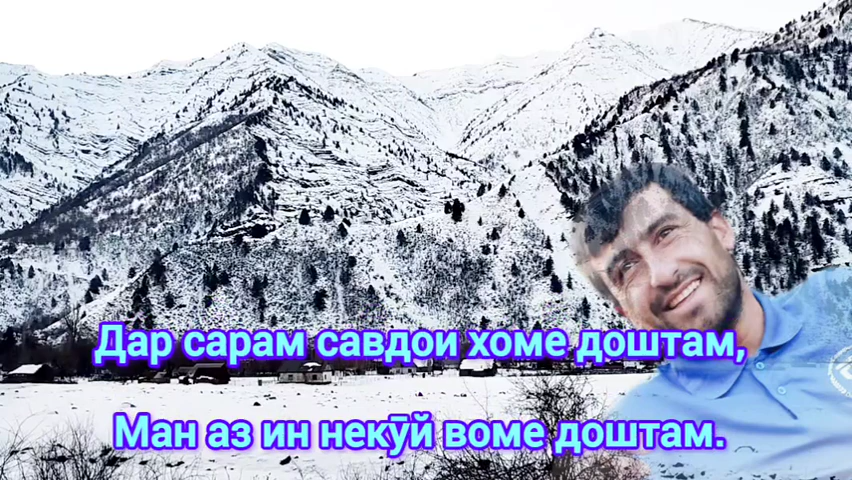 Дар сарам савдои хоме доштам,
Ман аз ин некӯй воме доштам.